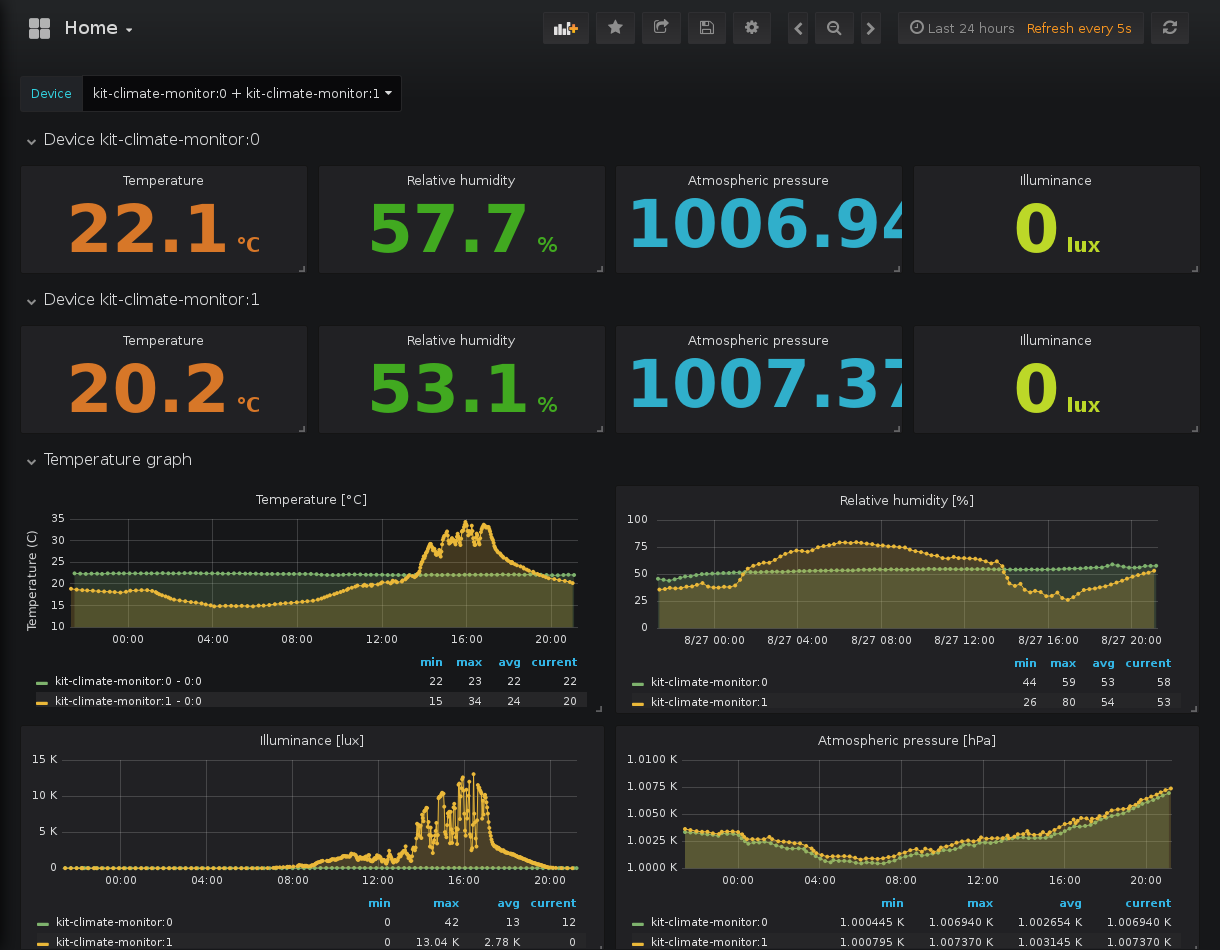 Home
Last 24 hours Refresh every 5s
Device kit-climate-monitor:0 + kit-climate-monitor:1
Device kit-climate-monitor:0
Temperature Relative humidity Atmospheric pressure Illuminance
22.1 °C 57.7 % 1006.94 0 lux
Device kit-climate-monitor:1
Temperature Relative humidity Atmospheric pressure Illuminance
20.2 °C 53.1 % 1007.37 0 lux
Temperature graph
Temperature [°C]
Temperature (C)
35
30
25
20
15
10
00:00 04:00 08:00 12:00 16:00 20:00
min max avg current
kit-climate-monitor:0 - 0:0 22 23 22 22
kit-climate-monitor:1 - 0:0 15 34 24 20
Relative humidity [%]
100
75
50
25
0
8/27 00:00 8/27 04:00 8/27 08:00 8/27 12:00 8/27 16:00 8/27 20:00
min max avg current
kit-climate-monitor:0 44 59 53 58
kit-climate-monitor:1 26 80 54 53
Illuminance [lux]
15 K
10 K
5 K
0
00:00 04:00 08:00 12:00 16:00 20:00
min max avg current
kit-climate-monitor:0 0 42 13 12
kit-climate-monitor:1 0 13.04 K 2.78 K 0
Atmospheric pressure [hPa]
1.0100 K
1.0075 K
1.0050 K
1.0025 K
1.0000 K
00:00 04:00 08:00 12:00 16:00 20:00
min max avg current
kit-climate-monitor:0 1.000445 K 1.006940 K 1.002654 K 1.006940 K
kit-climate-monitor:1 1.000795 K 1.007370 K 1.003145 K 1.007370 K